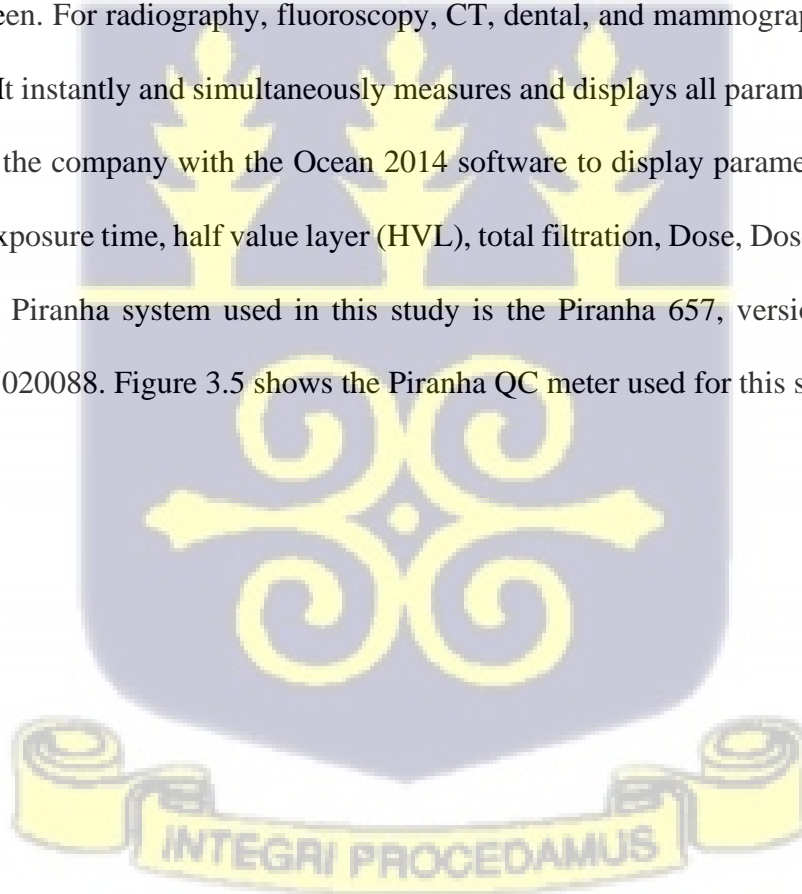 een. For radiography, fluoroscopy, CT, dental, and mammograp
It instantly and simultaneously measures and displays all param
the company with the Ocean 2014 software to display parame
xposure time, half value layer (HVL), total filtration, Dose, Dos
Piranha system used in this study is the Piranha 657, versio
020088. Figure 3.5 shows the Piranha QC meter used for this s
INTEGRI PROCEDAMUS